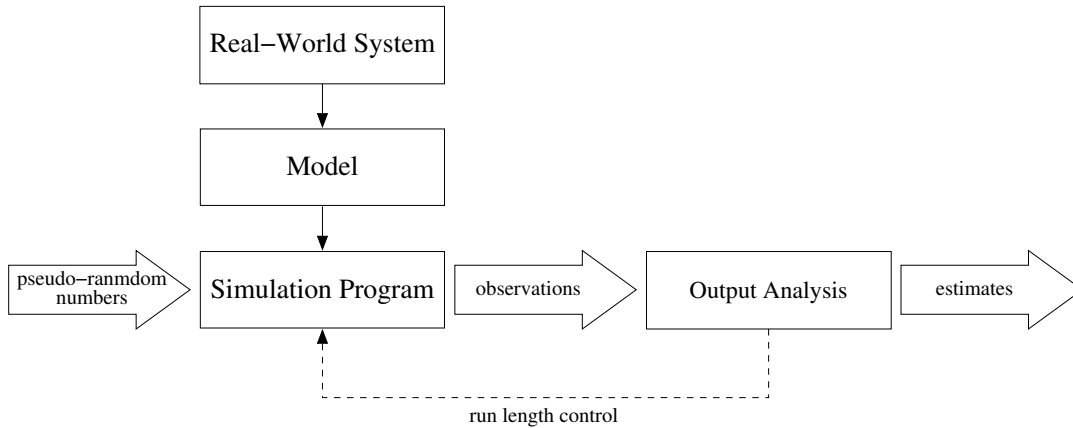 Real−World System
Model
pseudo−ranmdom
numbers
Simulation Program
observations
Output Analysis
estimates
run length control